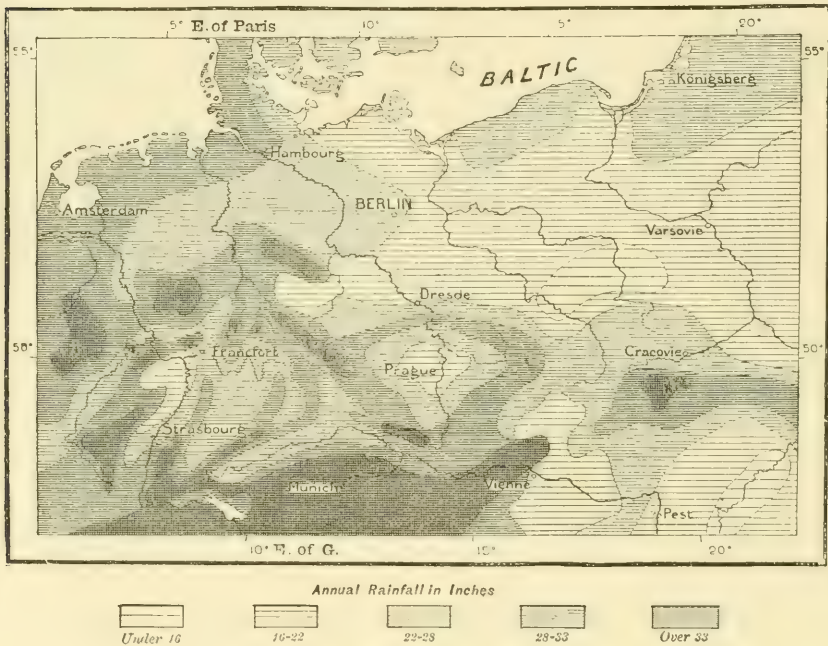 5° E. of Paris 10° 5° 20°
55° 55°
BALTIC
Königsberg
Hambourg
Amsterdam
BERLIN
Varsovie
Dresde
50° Francfort Prague Cracovie 50°
Strasbourg
Munich Vienne
Pest
10° E. of G. 15° 20°
Annual Rainfall in Inches
Under 16 16-22 22-28 28-33 Over 33